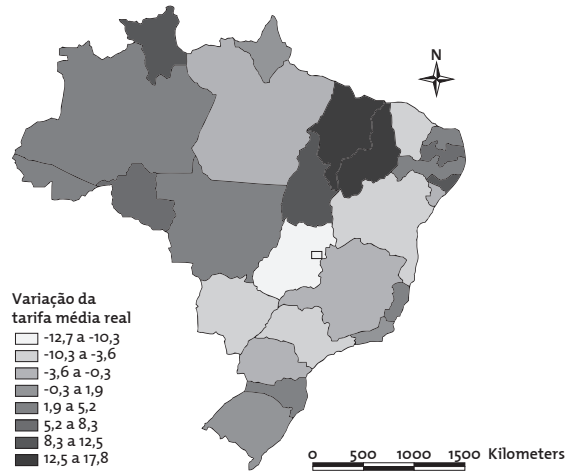 N
Variação da
tarifa média real
-12,7 a -10,3
-10,3 a -3,6
-3,6 a -0,3
-0,3 a 1,9
1,9 a 5,2
5,2 a 8,3
8,3 a 12,5
12,5 a 17,8
0 500 1000 1500 Kilometers